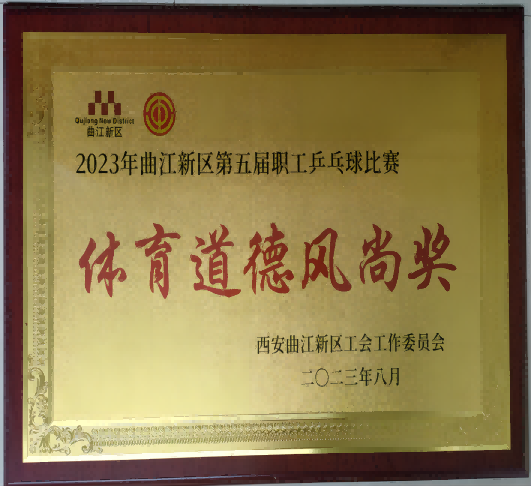 Qujiang New District
曲江新区
2023年曲江新区第五届职工乒乓球比赛
体育道德风尚奖
西安曲江新区工会工作委员会
二〇二三年八月